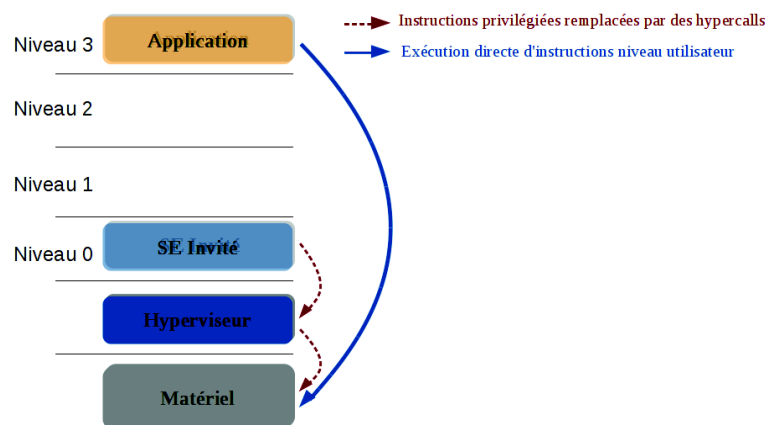 Instructions privilégiées remplacées par des hypercalls
Niveau 3
Application
Exécution directe d'instructions niveau utilisateur
Niveau 2
Niveau 1
Niveau 0
SE Invité
Hyperviseur
Matériel